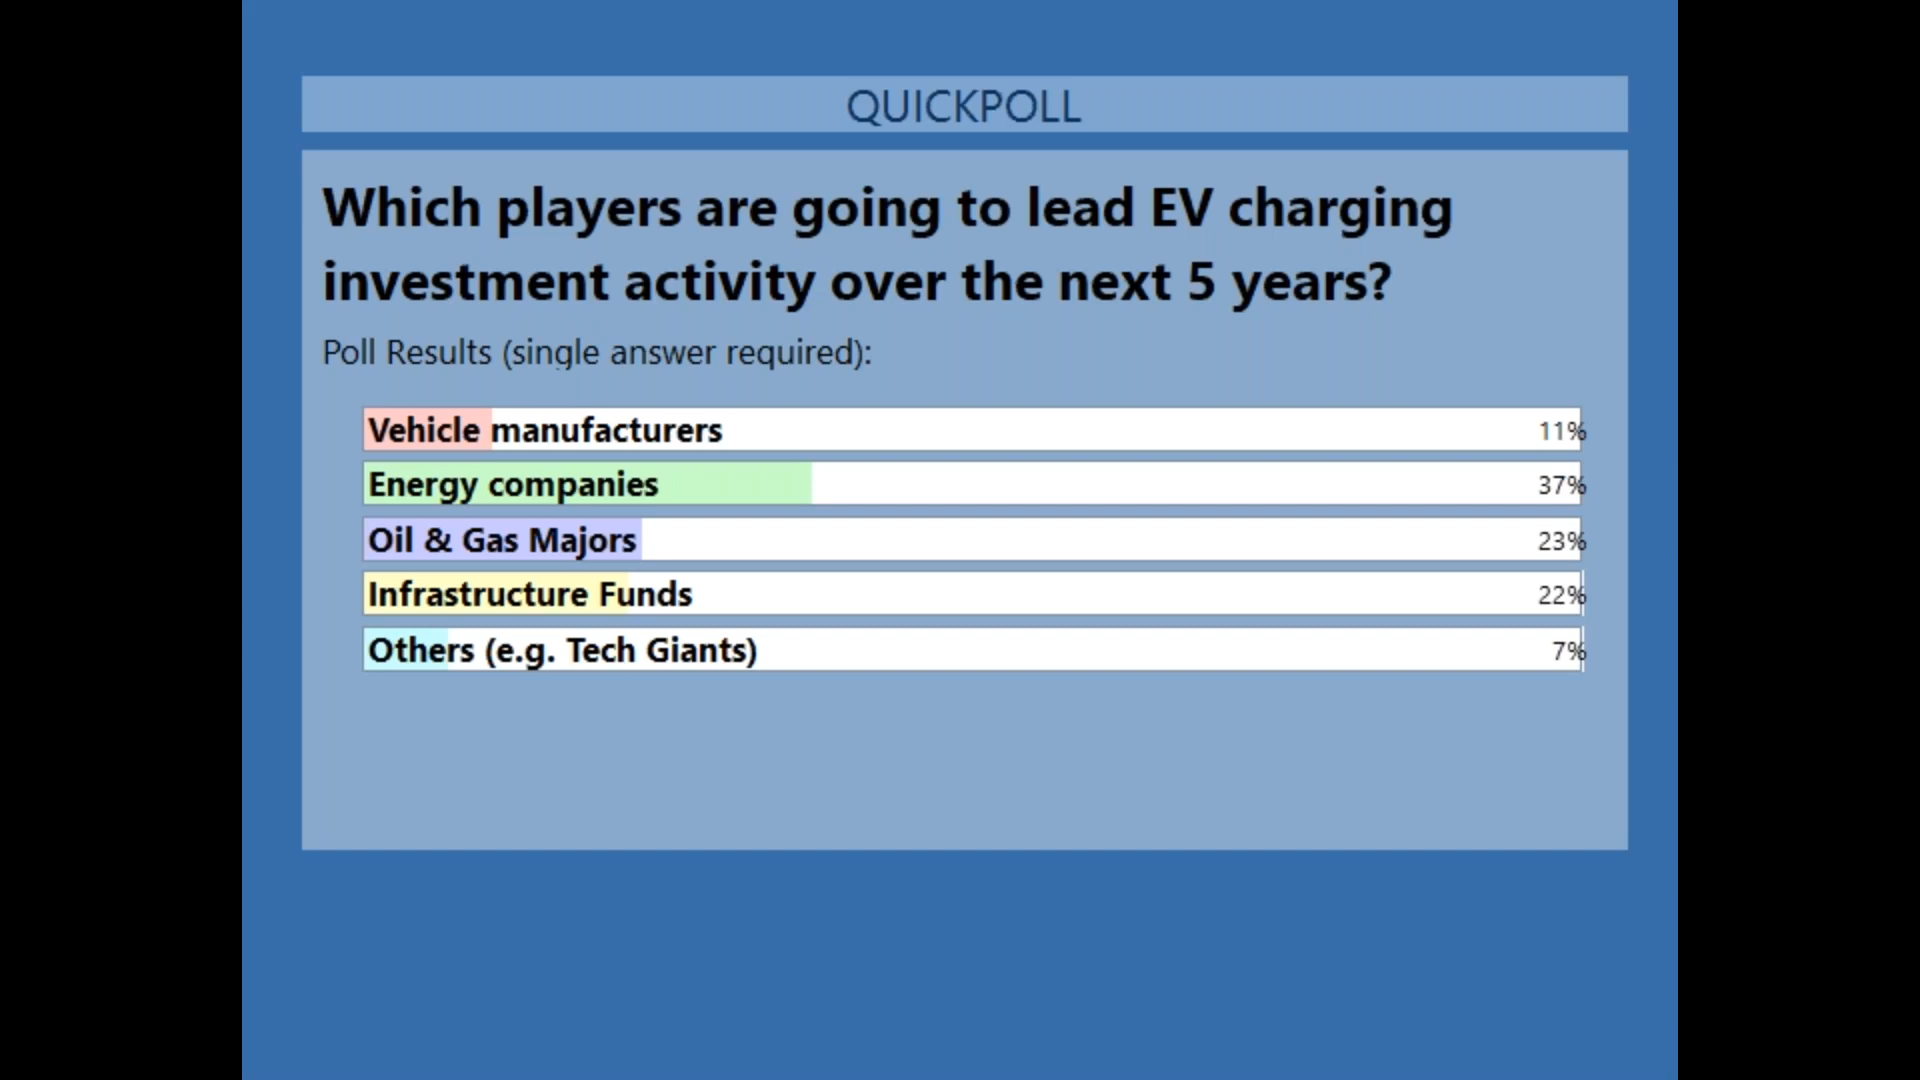 QUICKPOLL
Which players are going to lead EV charging
investment activity over the next 5 years?
Poll Results (single answer required):
Vehicle manufacturers 11%
Energy companies 37%
Oil & Gas Majors 23%
Infrastructure Funds 22%
Others (e.g. Tech Giants) 7%